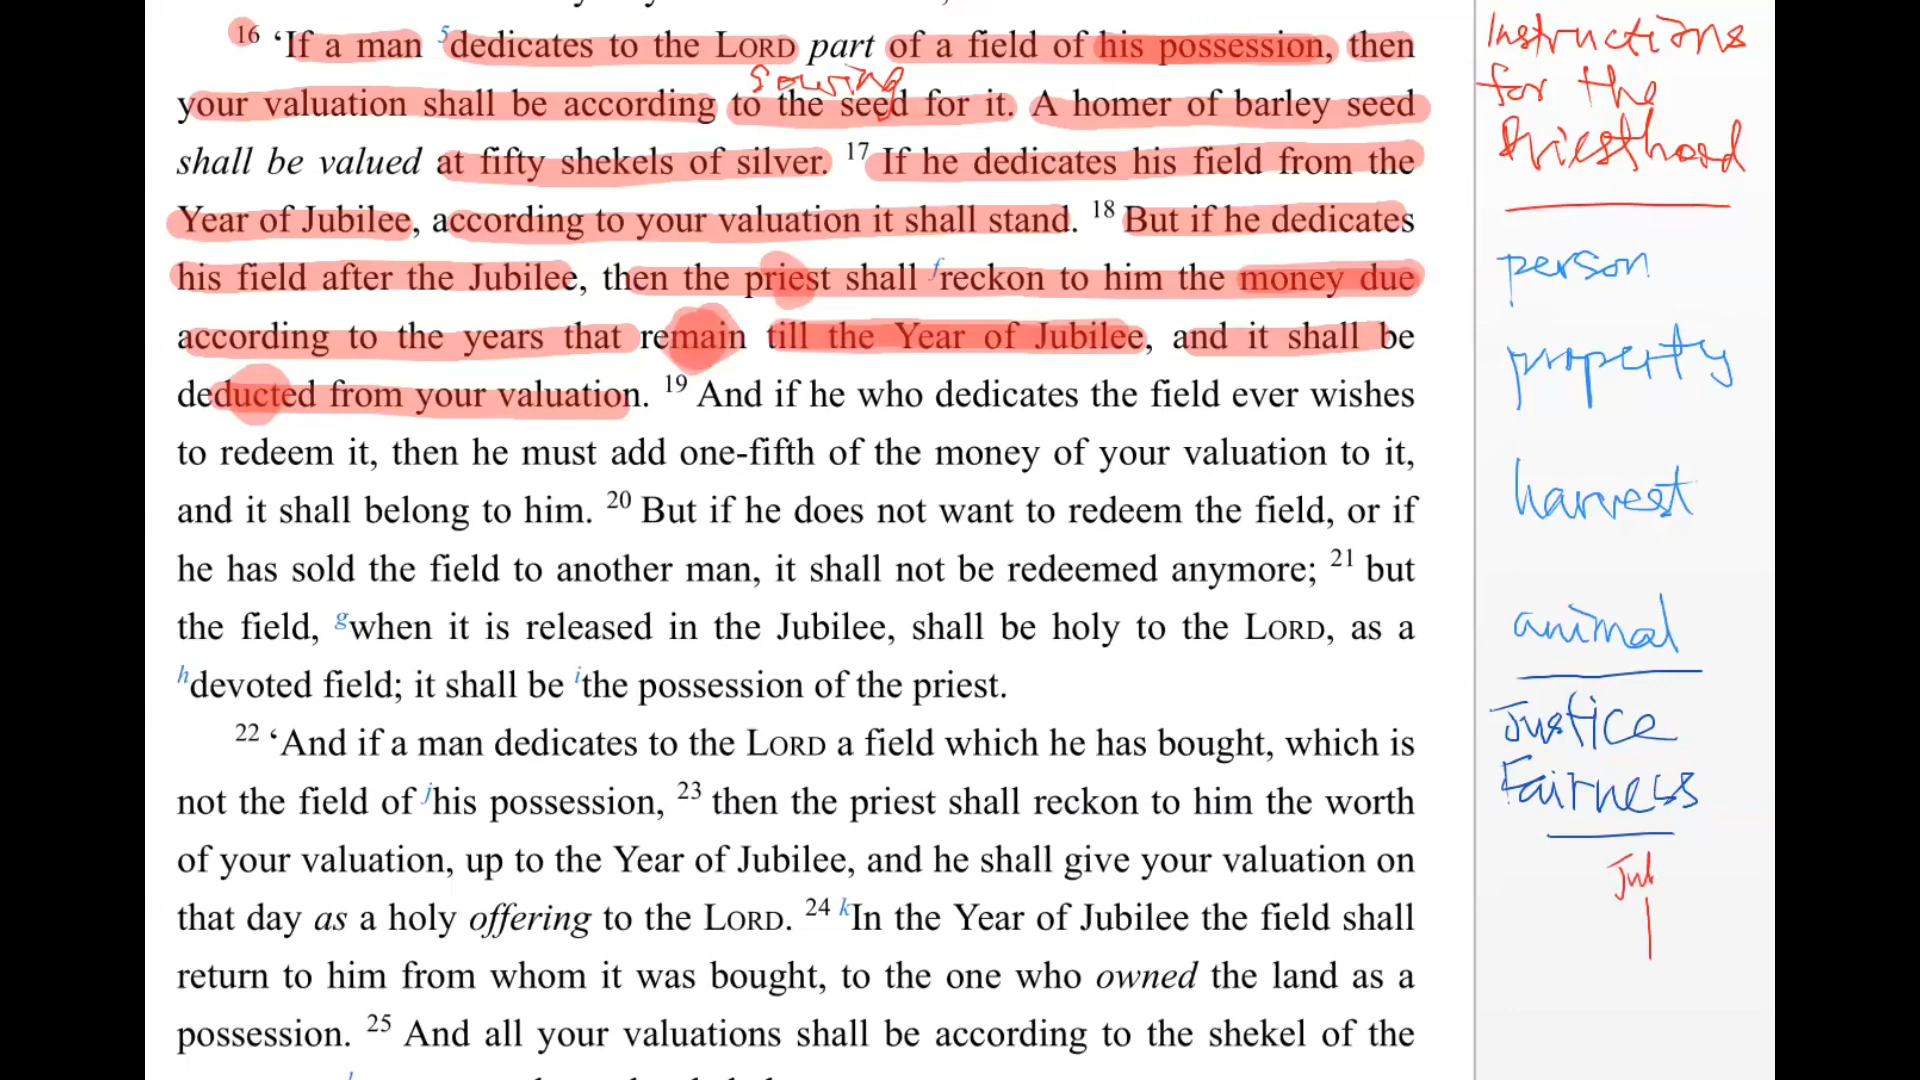 16 ‘If a man 5dedicates to the LORD part of a field of his possession, then
sowing
your valuation shall be according to the seed for it. A homer of barley seed
shall be valued at fifty shekels of silver. 17 If he dedicates his field from the
Year of Jubilee, according to your valuation it shall stand. 18 But if he dedicates
his field after the Jubilee, then the priest shall freckon to him the money due
according to the years that remain till the Year of Jubilee, and it shall be
deducted from your valuation. 19 And if he who dedicates the field ever wishes
to redeem it, then he must add one-fifth of the money of your valuation to it,
and it shall belong to him. 20 But if he does not want to redeem the field, or if
he has sold the field to another man, it shall not be redeemed anymore; 21 but
the field, gwhen it is released in the Jubilee, shall be holy to the LORD, as a
hdevoted field; it shall be ithe possession of the priest.
22 ‘And if a man dedicates to the LORD a field which he has bought, which is
not the field of jhis possession, 23 then the priest shall reckon to him the worth
of your valuation, up to the Year of Jubilee, and he shall give your valuation on
that day as a holy offering to the LORD. 24 kIn the Year of Jubilee the field shall
return to him from whom it was bought, to the one who owned the land as a
possession. 25 And all your valuations shall be according to the shekel of the
Instructions
for the
Priesthood
person
property
harvest
animal
Justice
Fairness
Jub